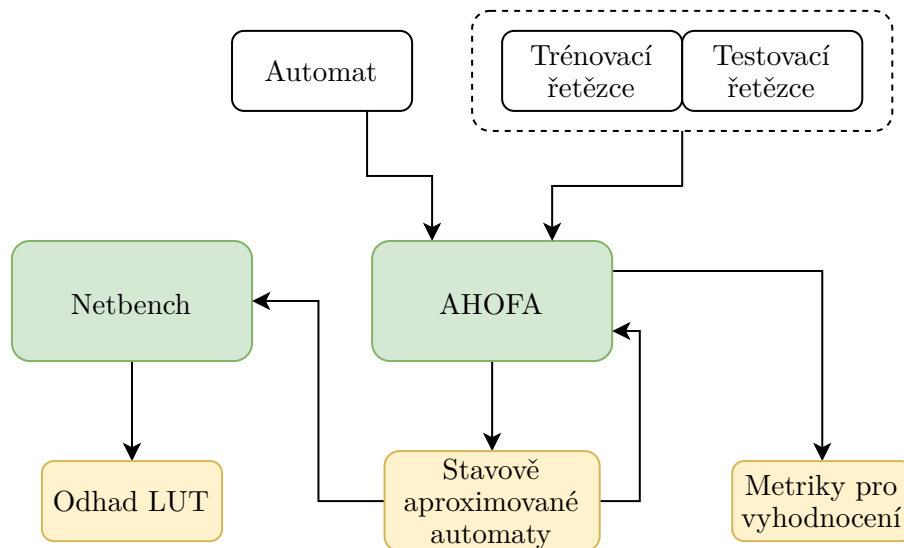 Automat
Trénovací
řetězce
Testovací
řetězce
Netbench
AHOFA
Odhad LUT
Stavově
aproximované
automaty
Metriky pro
vyhodnocení